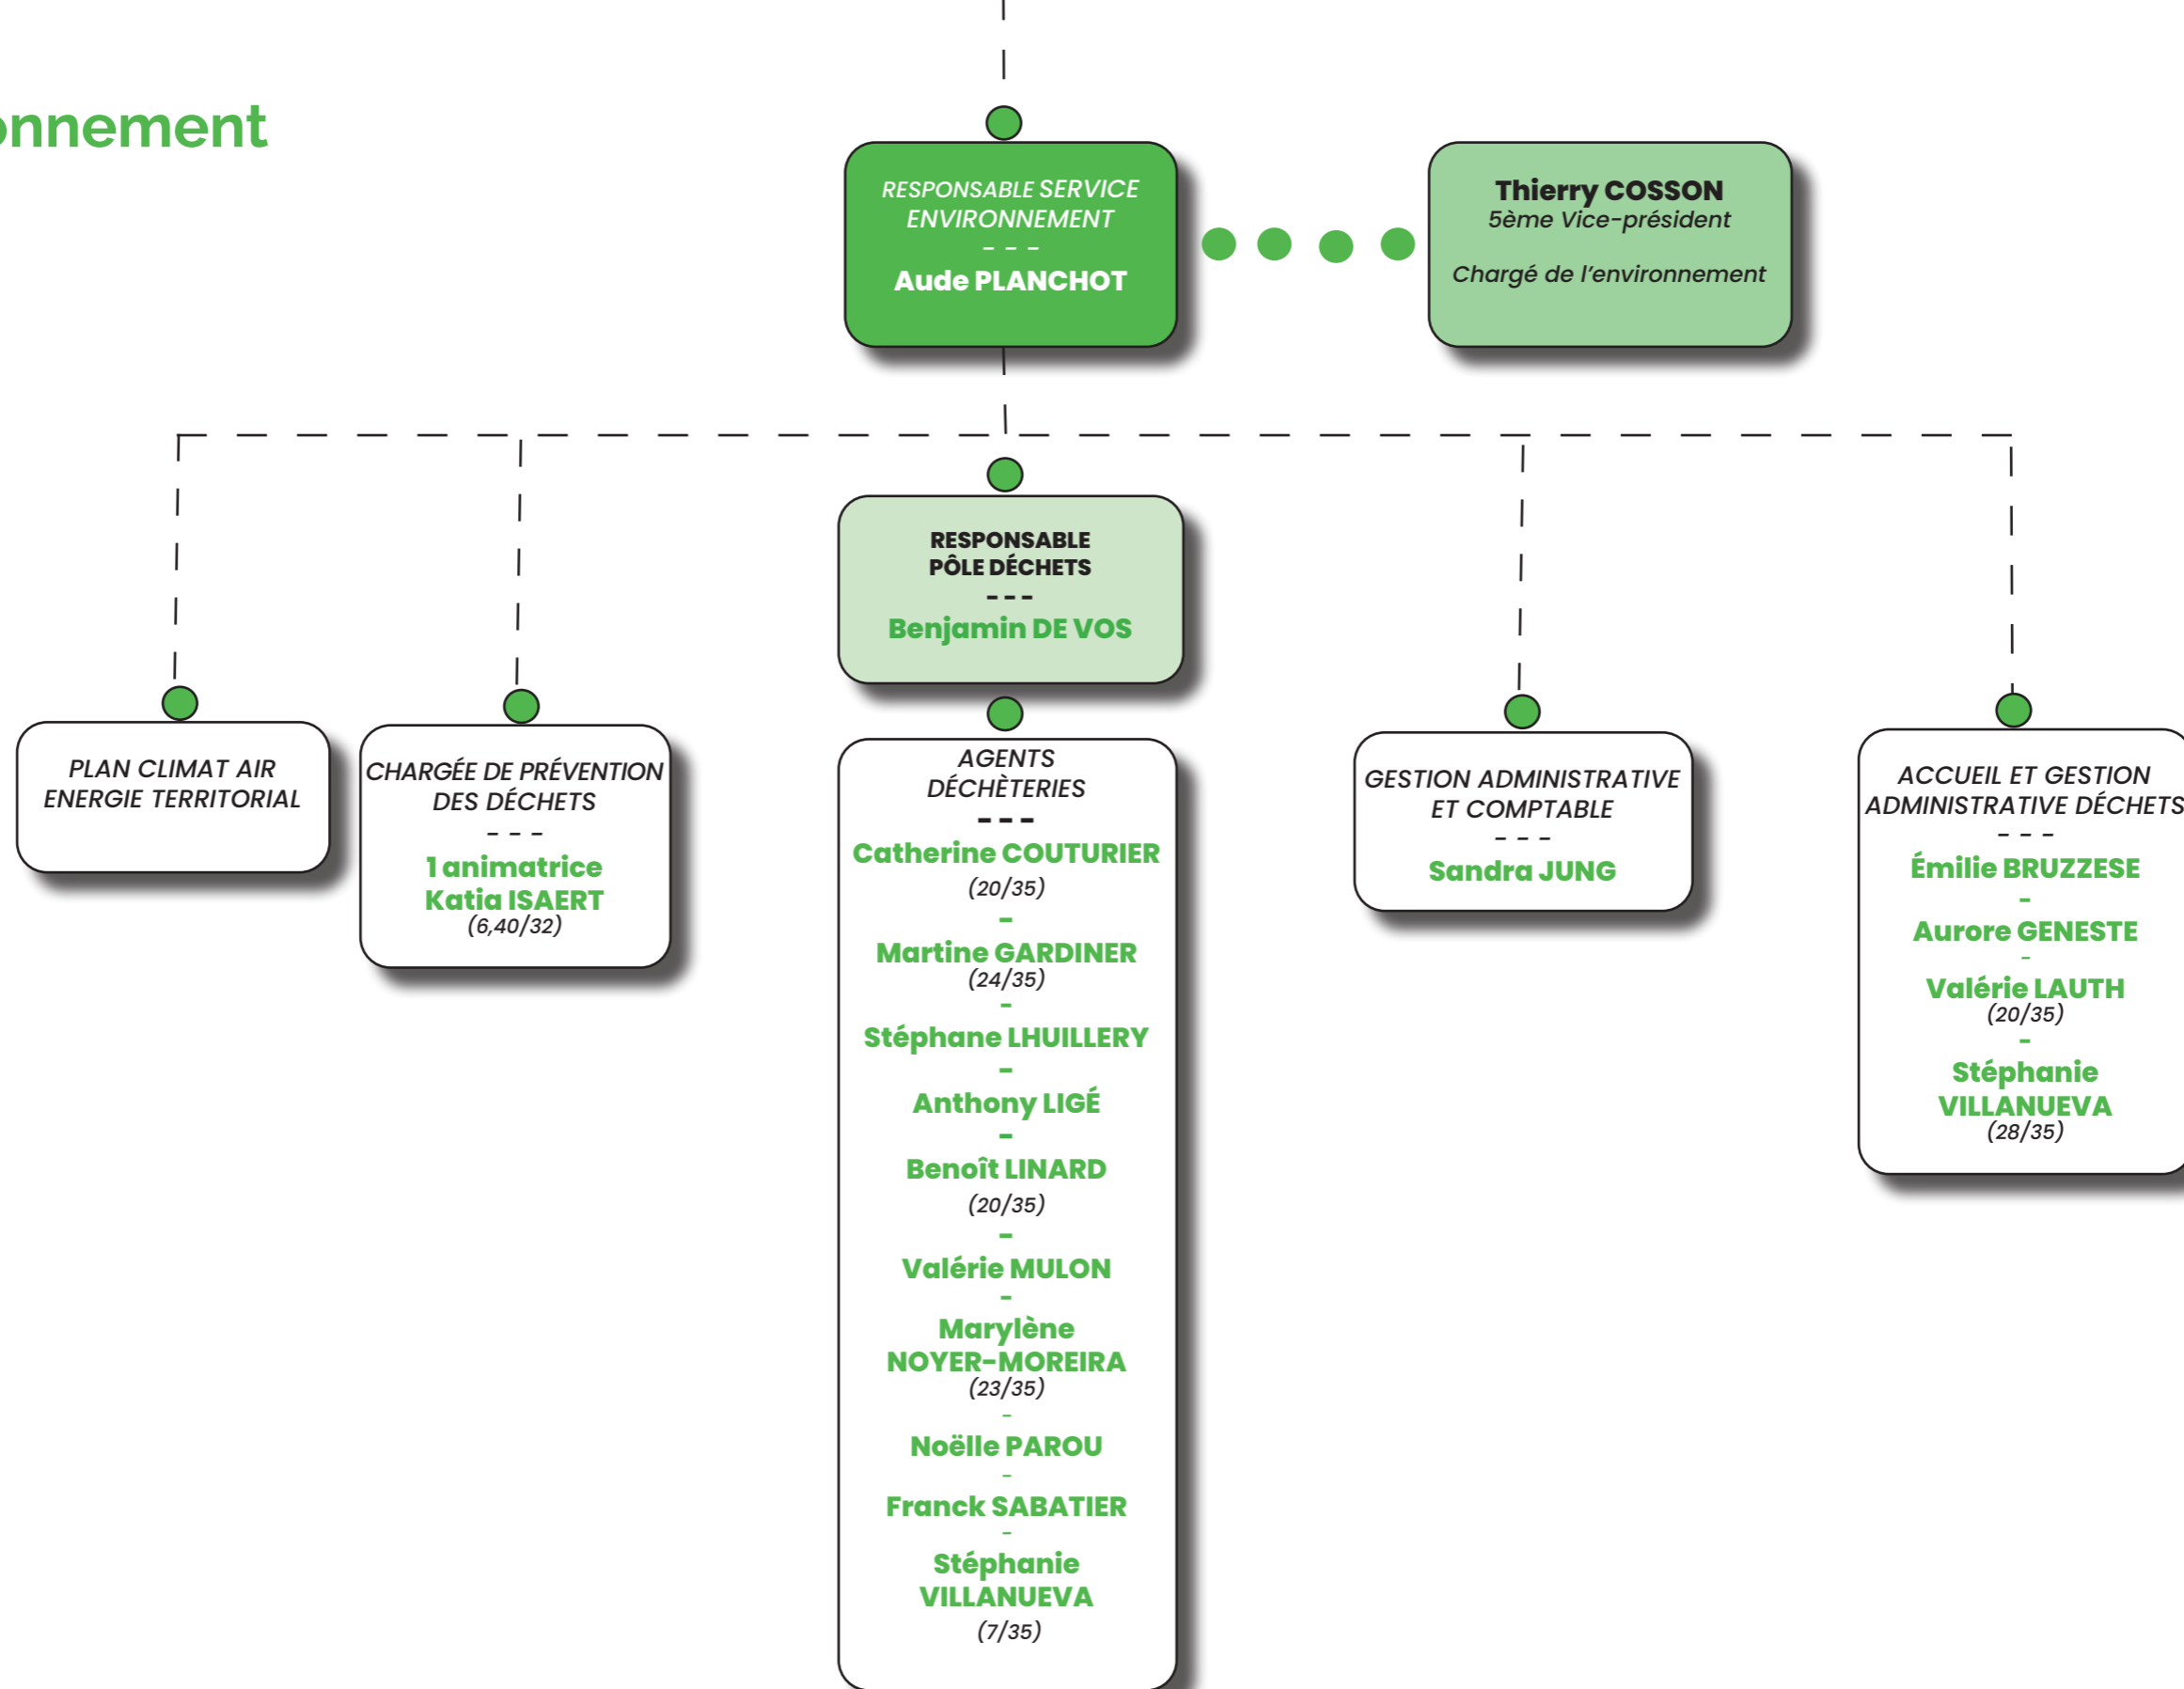 onnement
RESPONSABLE SERVICE
ENVIRONNEMENT
- - -
Aude PLANCHOT
Thierry COSSON
5ème Vice-président
Chargé de l'environnement
RESPONSABLE
PÔLE DÉCHETS
---
Benjamin DE VOS
PLAN CLIMAT AIR
ENERGIE TERRITORIAL
CHARGÉE DE PRÉVENTION
DES DÉCHETS
- - -
1 animatrice
Katia ISAERT
(6,40/32)
AGENTS
DÉCHÈTERIES
---
Catherine COUTURIER
(20/35)
-
Martine GARDINER
(24/35)
-
Stéphane LHUILLERY
-
Anthony LIGÉ
-
Benoît LINARD
(20/35)
-
Valérie MULON
-
Marylène
NOYER-MOREIRA
(23/35)
-
Noëlle PAROU
-
Franck SABATIER
-
Stéphanie
VILLANUEVA
(7/35)
GESTION ADMINISTRATIVE
ET COMPTABLE
- - -
Sandra JUNG
ACCUEIL ET GESTION
ADMINISTRATIVE DÉCHETS
- - -
Émilie BRUZZESE
-
Aurore GENESTE
-
Valérie LAUTH
(20/35)
-
Stéphanie
VILLANUEVA
(28/35)